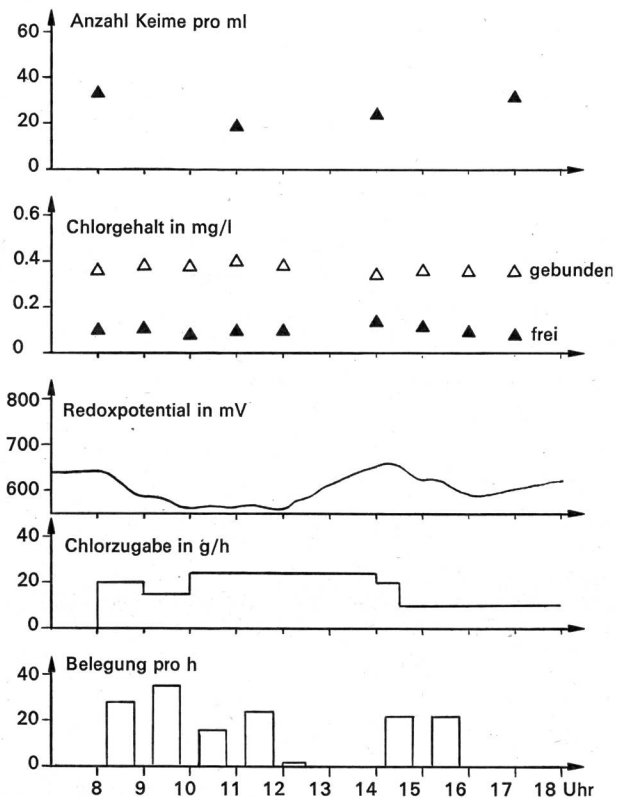 Anzahl Keime pro ml
60
40
20
0
Chlorgehalt in mg/l
0.6
0.4
0.2
0
gebunden
frei
Redoxpotential in mV
800
700
600
Chlorzugabe in g/h
40
20
0
Belegung pro h
40
20
0
8 9 10 11 12 13 14 15 16 17 18 Uhr